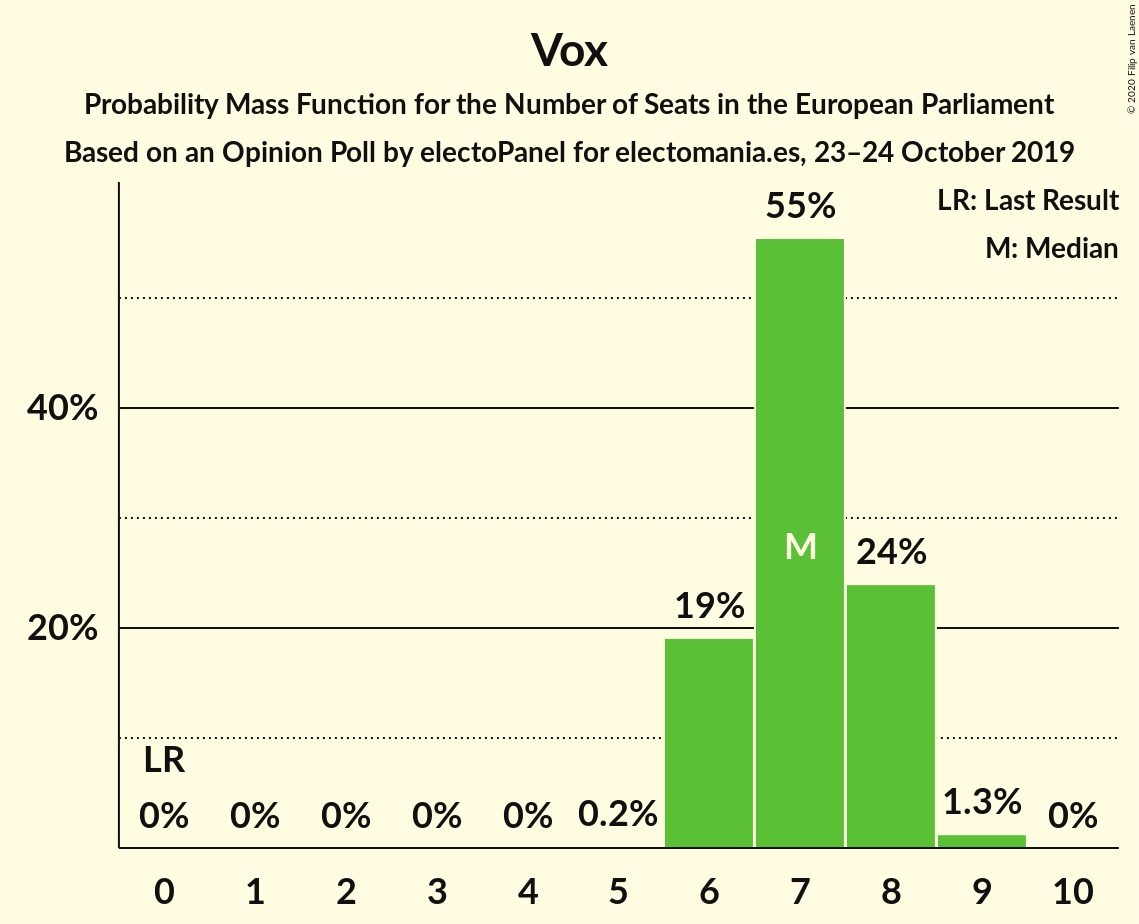 Vox
Probability Mass Function for the Number of Seats in the European Parliament
Based on an Opinion Poll by electoPanel for electomania.es, 23–24 October 2019
© 2020 Filip van Laenen
LR: Last Result
M: Median
55%
40%
M
24%
19%
20%
LR
0% 0% 0% 0% 0% 0.2% 1.3% 0%
0 1 2 3 4 5 6 7 8 9 10